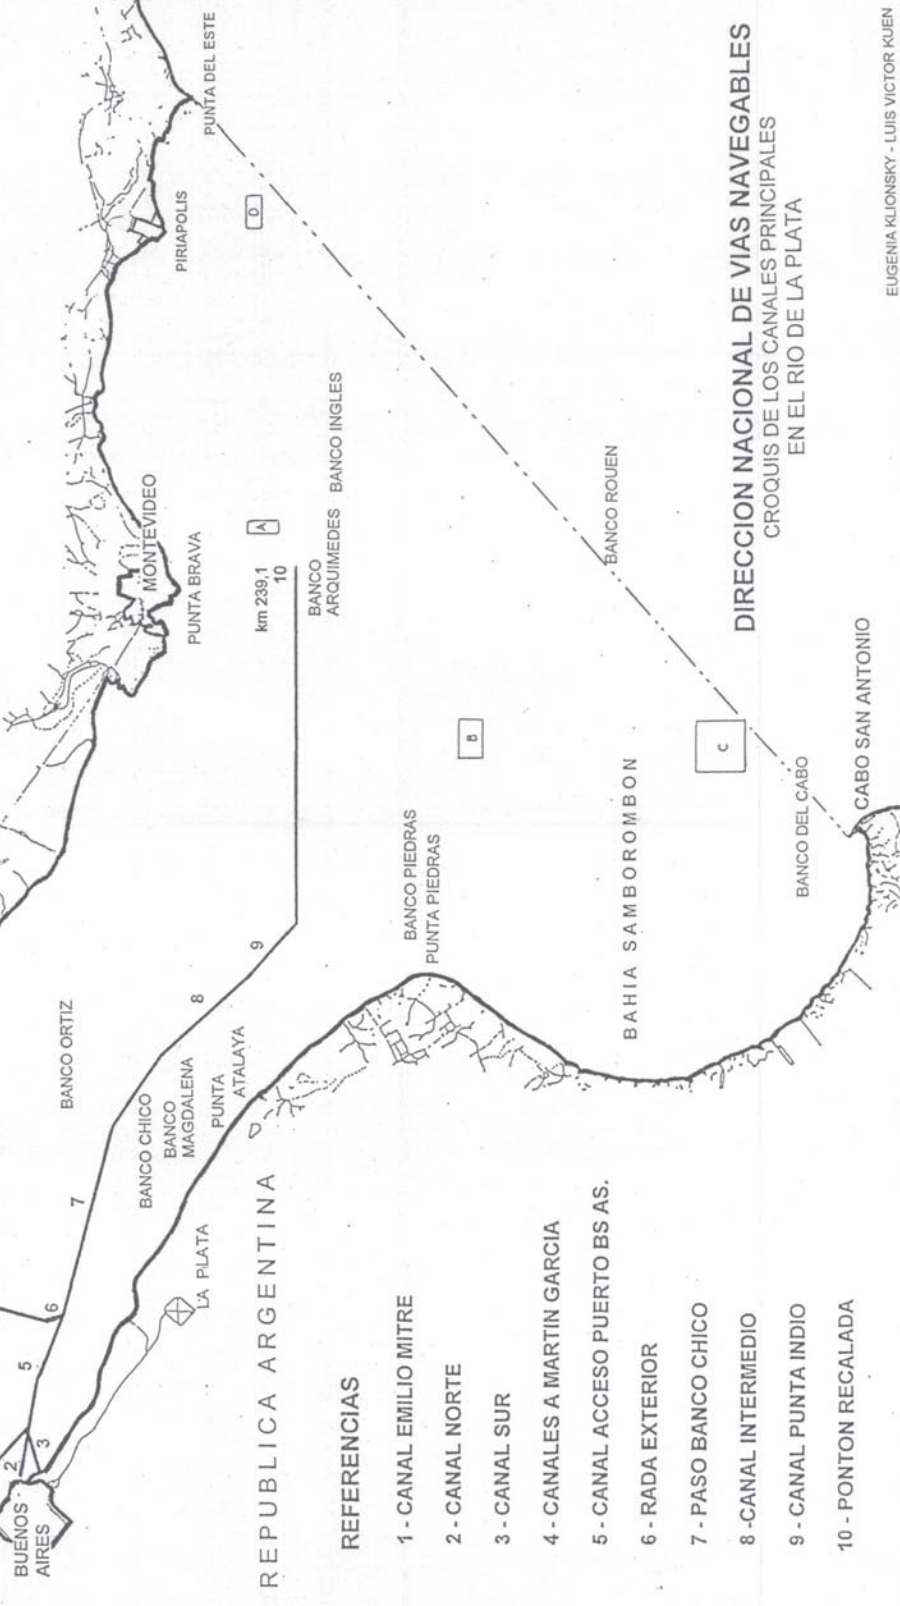 BUENOS
AIRES
2
3
5
6
7
8
9
BANCO ORTIZ
BANCO CHICO
BANCO
MAGDALENA
PUNTA
ATALAYA
LA PLATA
REPUBLICA ARGENTINA
MONTEVIDEO
PUNTA BRAVA
PIRIAPOLIS
PUNTA DEL ESTE
D
A
km 239,1
10
BANCO
ARQUIMEDES
BANCO INGLES
BANCO PIEDRAS
PUNTA PIEDRAS
B
BANCO ROUEN
BAHIA SAMBOROMBON
C
BANCO DEL CABO
CABO SAN ANTONIO
REFERENCIAS
1 - CANAL EMILIO MITRE
2 - CANAL NORTE
3 - CANAL SUR
4 - CANALES A MARTIN GARCIA
5 - CANAL ACCESO PUERTO BS AS.
6 - RADA EXTERIOR
7 - PASO BANCO CHICO
8 -CANAL INTERMEDIO
9 - CANAL PUNTA INDIO
10 - PONTON RECALADA
DIRECCION NACIONAL DE VIAS NAVEGABLES
CROQUIS DE LOS CANALES PRINCIPALES
EN EL RIO DE LA PLATA
EUGENIA KLIONSKY - LUIS VICTOR KUEN